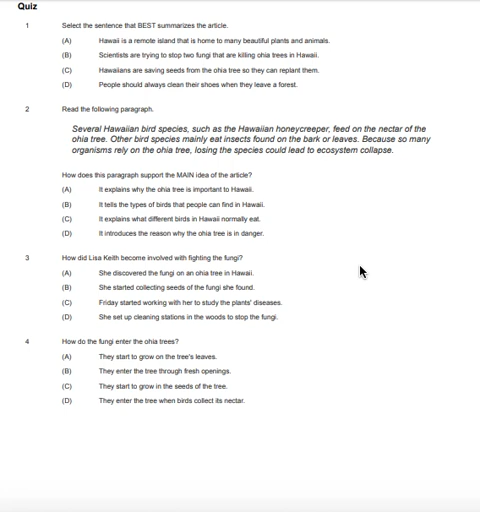 Quiz
1 Select the sentence that BEST summarizes the article.
(A) Hawaii is a remote island that is home to many beautiful plants and animals.
(B) Scientists are trying to stop two fungi that are killing ohia trees in Hawaii.
(C) Hawaiians are saving seeds from the ohia tree so they can replant them.
(D) People should always clean their shoes when they leave a forest.
2 Read the following paragraph.
Several Hawaiian bird species, such as the Hawaiian honeycreeper, feed on the nectar of the
ohia tree. Other bird species mainly eat insects found on the bark or leaves. Because so many
organisms rely on the ohia tree, losing the species could lead to ecosystem collapse.
How does this paragraph support the MAIN idea of the article?
(A) It explains why the ohia tree is important to Hawaii.
(B) It tells the types of birds that people can find in Hawaii.
(C) It explains what different birds in Hawaii normally eat.
(D) It introduces the reason why the ohia tree is in danger.
3 How did Lisa Keith become involved with fighting the fungi?
(A) She discovered the fungi on an ohia tree in Hawaii.
(B) She started collecting seeds of the fungi she found.
(C) Friday started working with her to study the plants' diseases.
(D) She set up cleaning stations in the woods to stop the fungi.
4 How do the fungi enter the ohia trees?
(A) They start to grow on the tree's leaves.
(B) They enter the tree through fresh openings.
(C) They start to grow in the seeds of the tree.
(D) They enter the tree when birds collect its nectar.